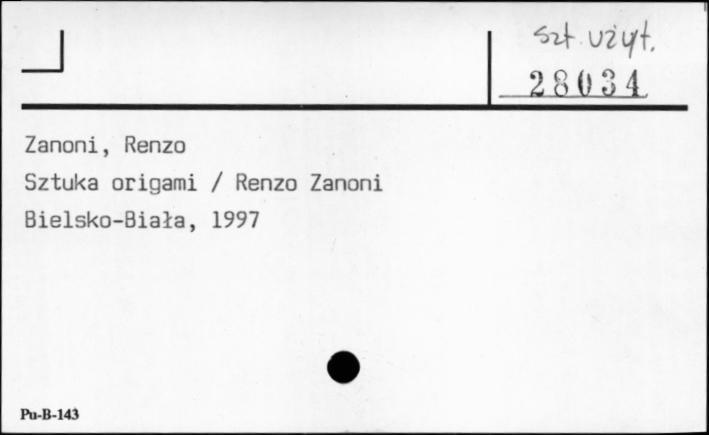 szt. użyt.
28034
Zanoni, Renzo
Sztuka origami / Renzo Zanoni
Bielsko-Biała, 1997
Pu-B-143